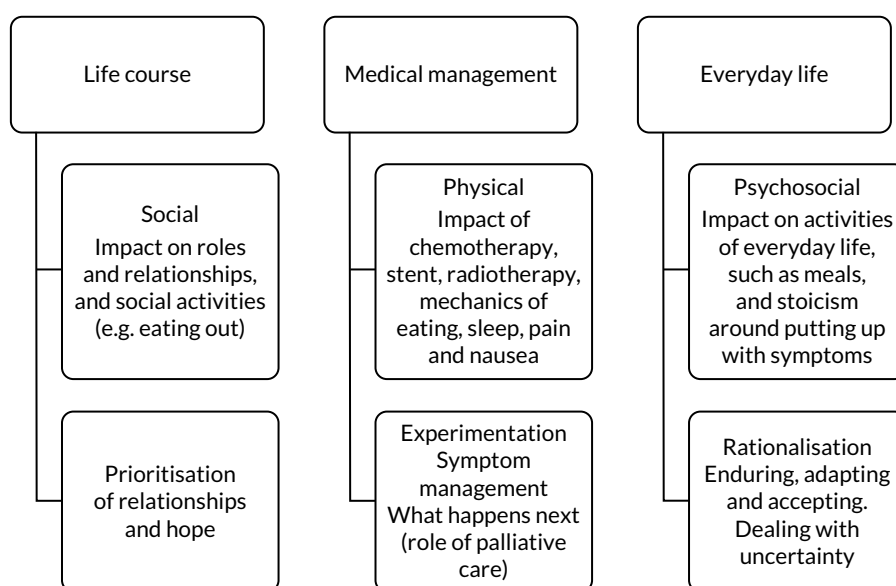 Life course
Social
Impact on roles
and relationships,
and social activities
(e.g. eating out)
Prioritisation
of relationships
and hope
Medical management
Physical
Impact of
chemotherapy,
stent, radiotherapy,
mechanics of
eating, sleep, pain
and nausea
Experimentation
Symptom
management
What happens next
(role of palliative
care)
Everyday life
Psychosocial
Impact on activities
of everyday life,
such as meals,
and stoicism
around putting up
with symptoms
Rationalisation
Enduring, adapting
and accepting.
Dealing with
uncertainty